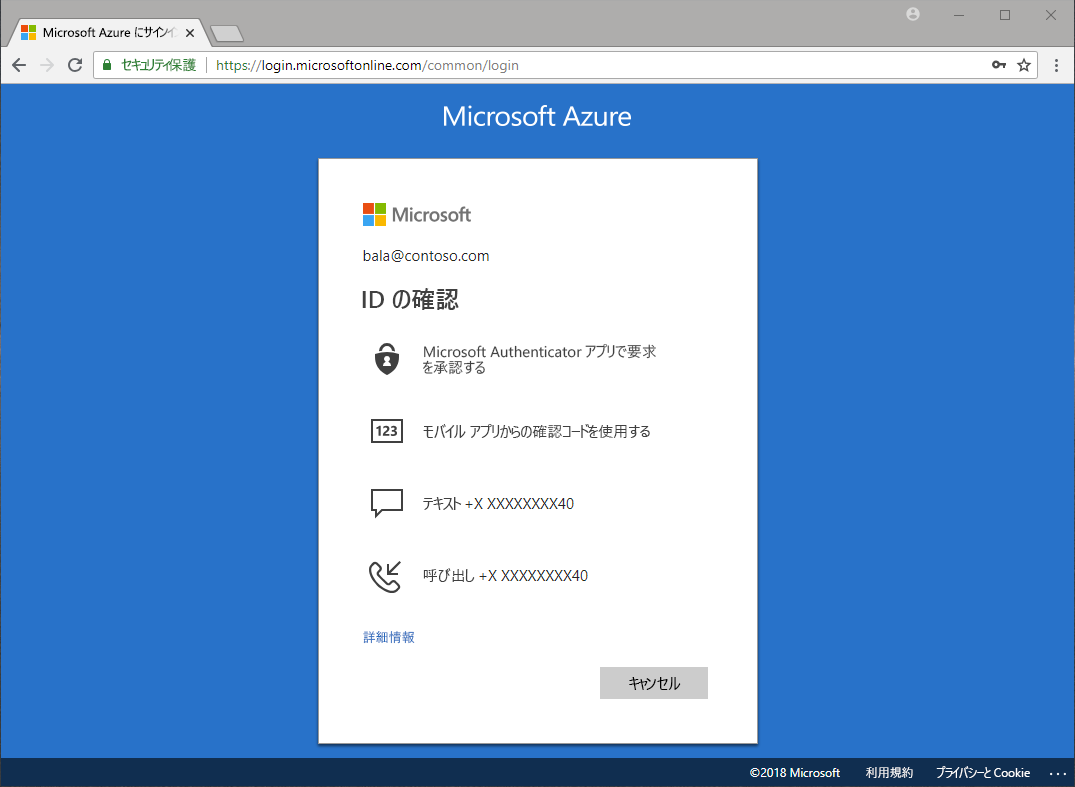 Microsoft Azure にサインイ
セキュリティ保護
https://login.microsoftonline.com/common/login
Microsoft Azure
Microsoft
bala@contoso.com
ID の確認
Microsoft Authenticator アプリで要求
を承認する
123
モバイル アプリからの確認コードを使用する
テキスト +X XXXXXXXX40
呼び出し +X XXXXXXXX40
詳細情報
キャンセル
©2018 Microsoft
利用規約
プライバシーと Cookie